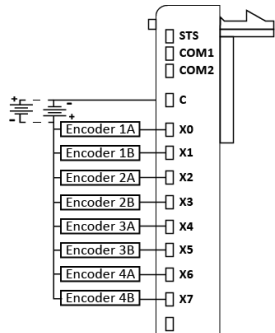 STS
COM1
COM2
C
+ - - +
Encoder 1A X0
Encoder 1B X1
Encoder 2A X2
Encoder 2B X3
Encoder 3A X4
Encoder 3B X5
Encoder 4A X6
Encoder 4B X7